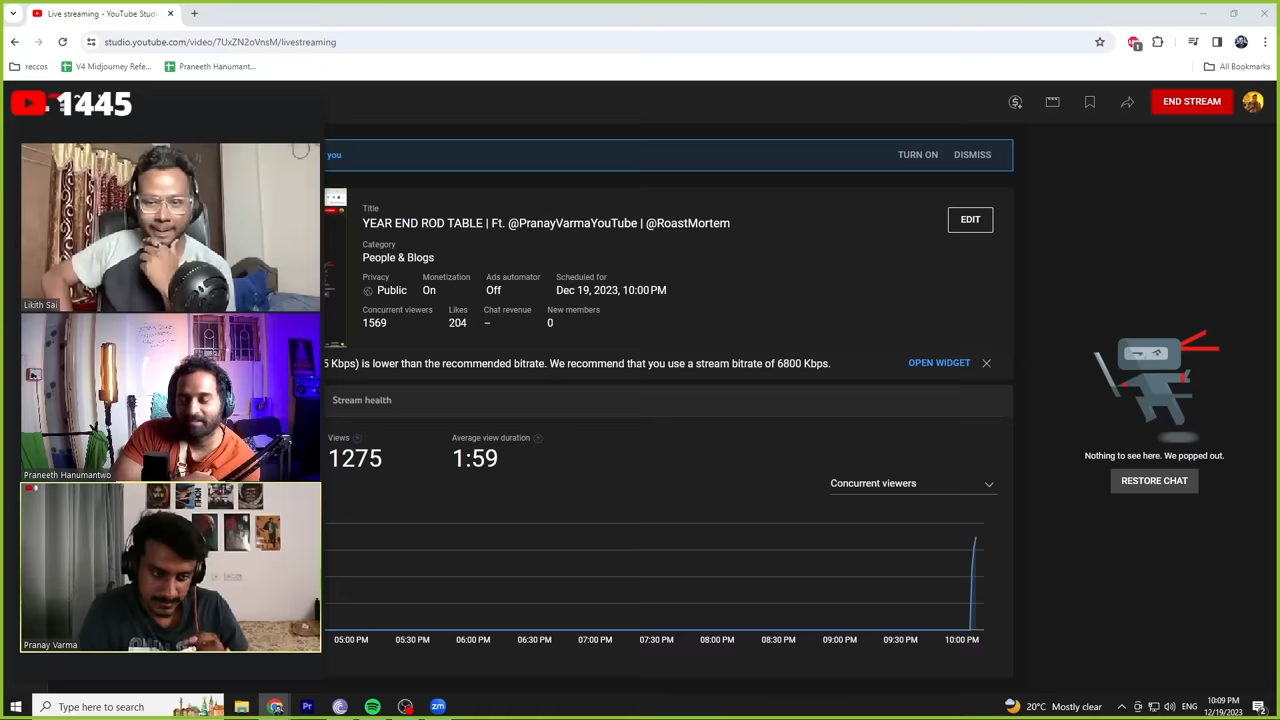 Live streaming - YouTube Studi
studio.youtube.com/video/7UxZN2oVnsM/livestreaming
1
reccos
V4 Midjourney Refe...
Praneeth Hanumant...
All Bookmarks
1445
END STREAM
you
TURN ON
DISMISS
Title
YEAR END ROD TABLE | Ft. @PranayVarmaYouTube | @RoastMortem
EDIT
Category
People & Blogs
Privacy
Monetization
Ads automator
Scheduled for
Public
On
Off
Dec 19, 2023, 10:00 PM
Concurrent viewers
Likes
Chat revenue
New members
1569
204
–
0
Likith Sai
5 Kbps) is lower than the recommended bitrate. We recommend that you use a stream bitrate of 6800 Kbps.
OPEN WIDGET
Stream health
Views
Average view duration
1275
1:59
Concurrent viewers
Nothing to see here. We popped out.
RESTORE CHAT
Praneeth Hanumantwo
05:00 PM 05:30 PM 06:00 PM 06:30 PM 07:00 PM 07:30 PM 08:00 PM 08:30 PM 09:00 PM 09:30 PM 10:00 PM
Pranay Varma
Type here to search
Pr
zm
20°C Mostly clear
ENG
10:09 PM
12/19/2023
2